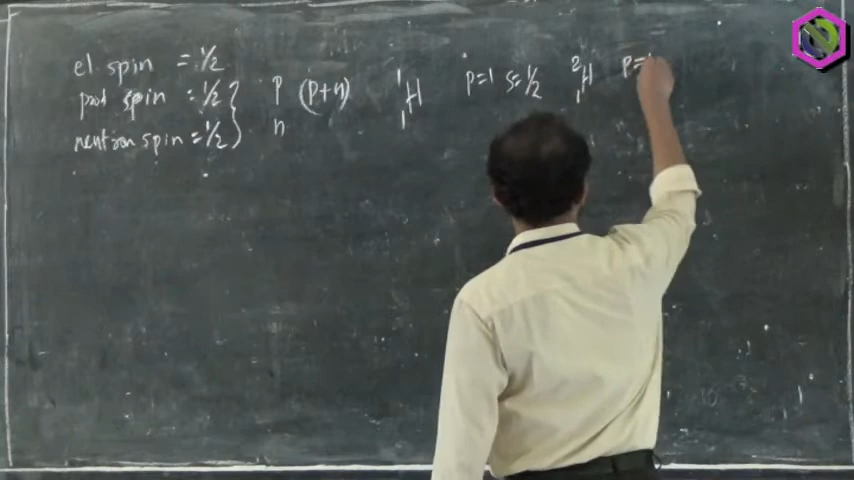 el spin = 1/2
prot spin = 1/2 } P (P+n) ¹₁H P=1 S=1/2 ²₁H P=
neutron spin = 1/2 } n